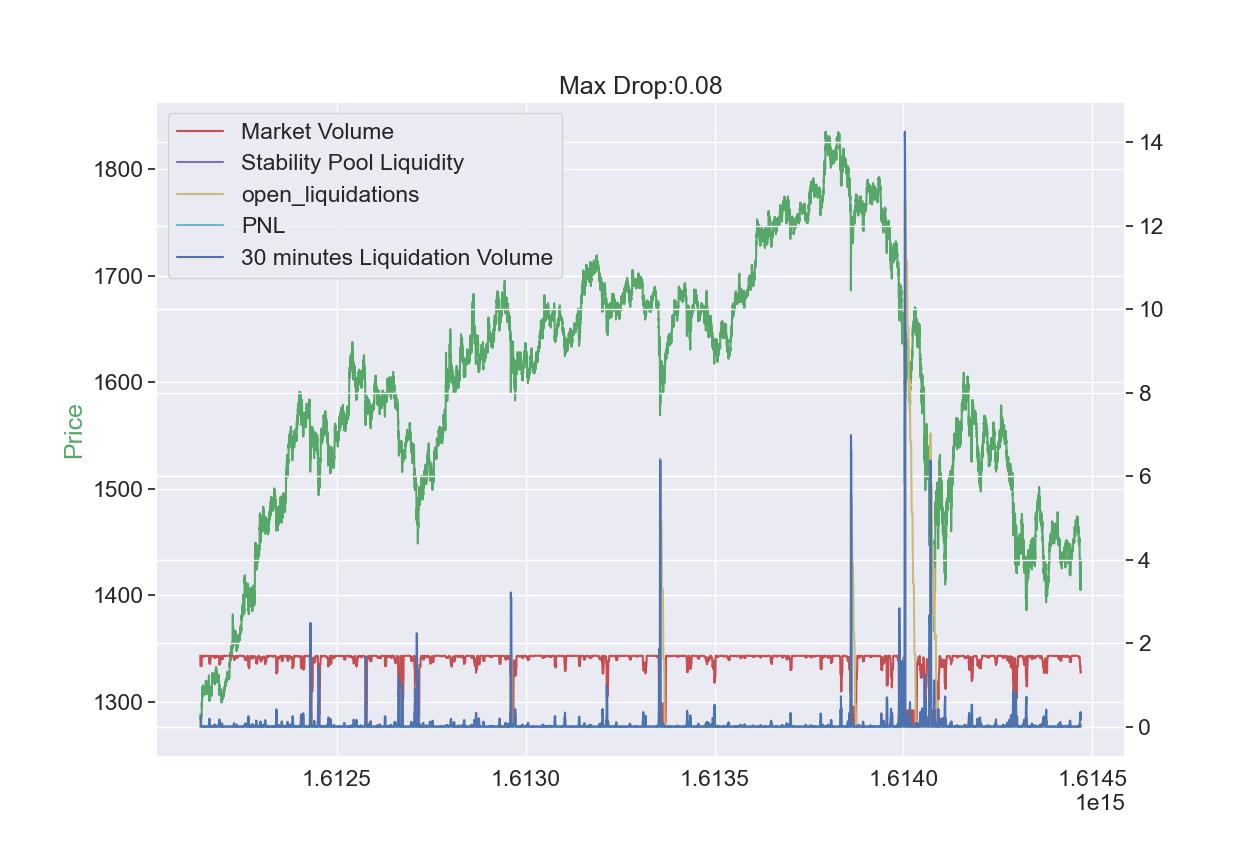 Max Drop:0.08
Market Volume
Stability Pool Liquidity
open_liquidations
PNL
30 minutes Liquidation Volume
Price
1800
1700
1600
1500
1400
1300
14
12
10
8
6
4
2
0
1.6125 1.6130 1.6135 1.6140 1.6145
1e15